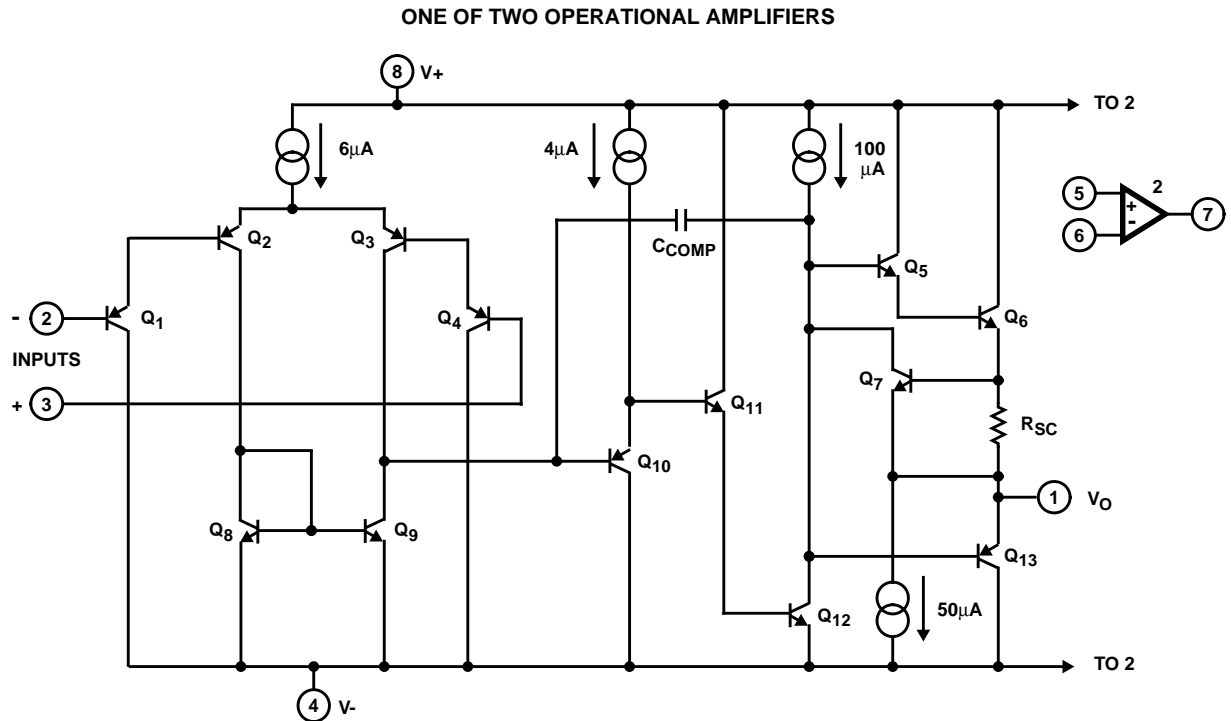 ONE OF TWO OPERATIONAL AMPLIFIERS
8 V+
TO 2
6μA
4μA
100
μA
5
6
+
-
2
7
Q2
Q3
CCOMP
Q5
- 2
Q1
Q4
Q6
INPUTS
+ 3
Q7
Q11
RSC
Q10
1 VO
Q8
Q9
Q13
Q12
50μA
TO 2
4 V-